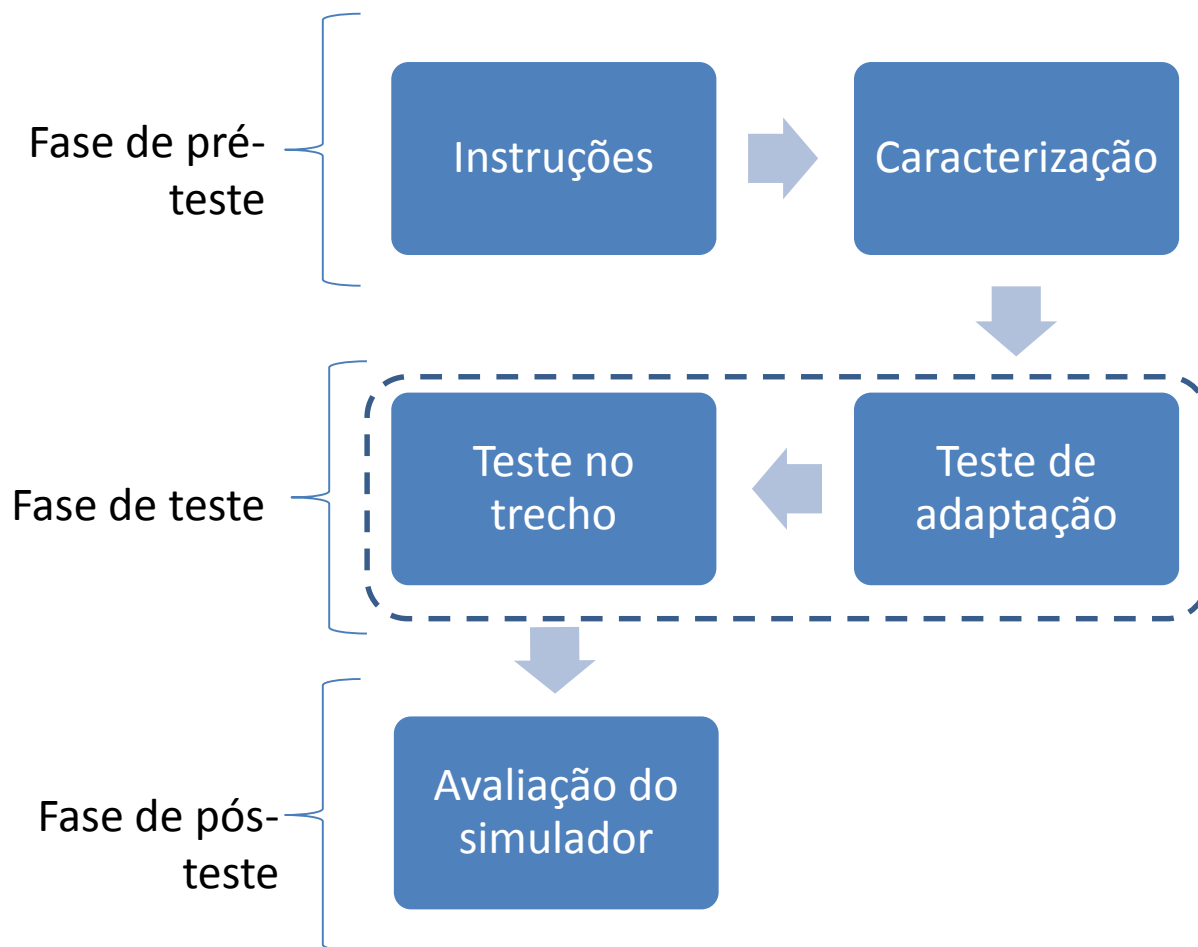 Fase de pré-
teste
Instruções
Caracterização
Fase de teste
Teste no
trecho
Teste de
adaptação
Fase de pós-
teste
Avaliação do
simulador